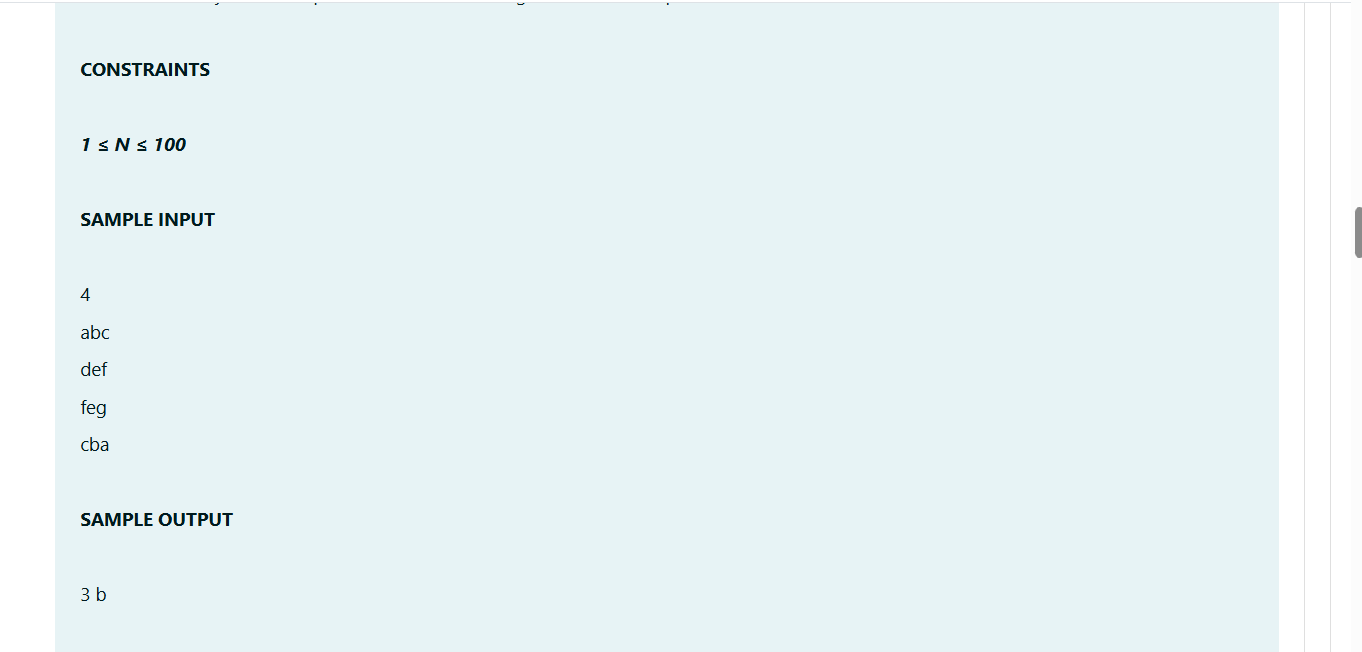 CONSTRAINTS
1 ≤ N ≤ 100
SAMPLE INPUT
4
abc
def
feg
cba
SAMPLE OUTPUT
3 b